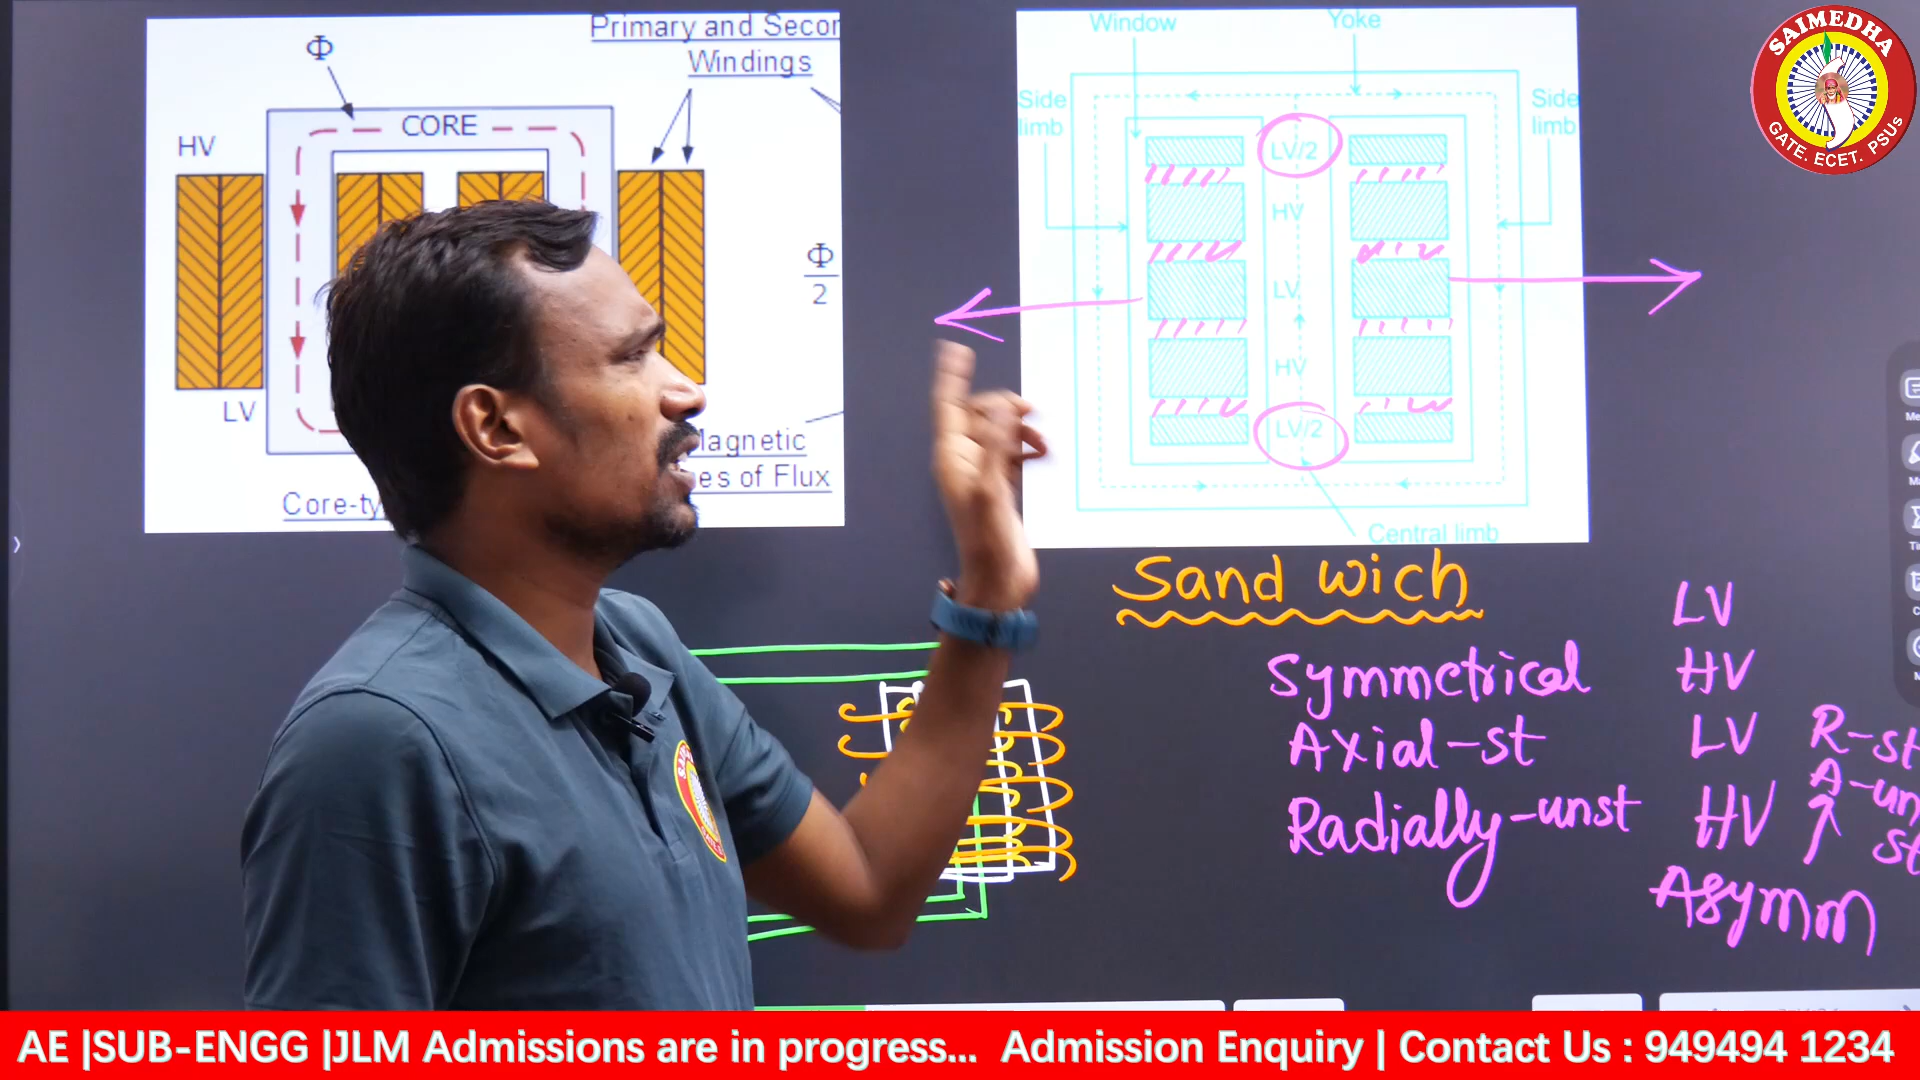 Primary and Secon
Windings
Φ
CORE
HV
LV
Φ
2
Magnetic
es of Flux
Core-ty
Window
Yoke
Side
limb
Side
limb
LV/2
HV
LV
HV
LV/2
Central limb
Sand wich
Symmetrical
Axial-st
Radially-unst
LV
HV
LV
HV
Asymm
R-st
A-un
st
SAIMEDHA
GATE. ECET. PSUs
AE |SUB-ENGG |JLM Admissions are in progress... Admission Enquiry | Contact Us : 949494 1234